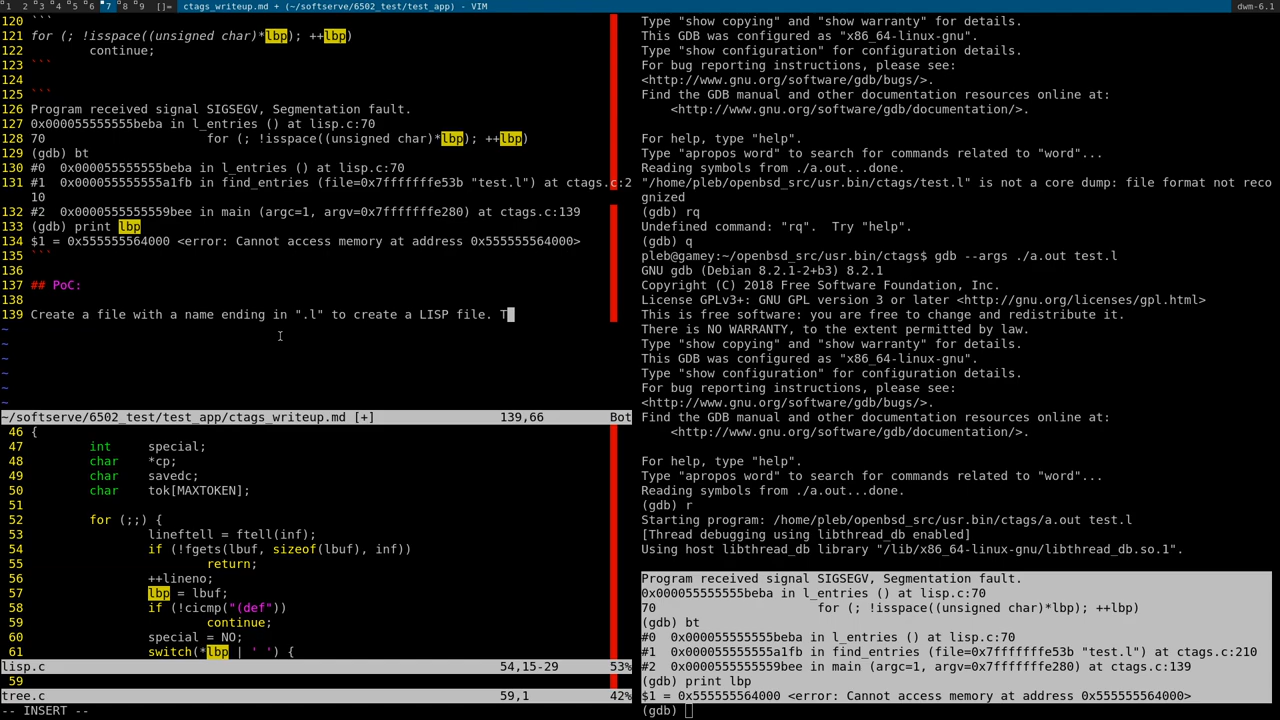 1 2 3 4 5 6 7 8 9 []= ctags_writeup.md + (~/softserve/6502_test/test_app) - VIM dwm-6.1
120 ```
121 for (; !isspace((unsigned char)*lbp); ++lbp)
122         continue;
123 ```
124
125 ```
126 Program received signal SIGSEGV, Segmentation fault.
127 0x000055555555beba in l_entries () at lisp.c:70
128 70                      for (; !isspace((unsigned char)*lbp); ++lbp)
129 (gdb) bt
130 #0  0x000055555555beba in l_entries () at lisp.c:70
131 #1  0x000055555555a1fb in find_entries (file=0x7fffffffe53b "test.l") at ctags.c:2
10
132 #2  0x0000555555559bee in main (argc=1, argv=0x7fffffffe280) at ctags.c:139
133 (gdb) print lbp
134 $1 = 0x555555564000 <error: Cannot access memory at address 0x555555564000>
135 ```
136
137 ## PoC:
138
139 Create a file with a name ending in ".l" to create a LISP file. T
~
~
~
~
~
~
~/softserve/6502_test/test_app/ctags_writeup.md [+] 139,66 Bot
46 {
47         int     special;
48         char    *cp;
49         char    savedc;
50         char    tok[MAXTOKEN];
51
52         for (;;) {
53                 lineftell = ftell(inf);
54                 if (!fgets(lbuf, sizeof(lbuf), inf))
55                         return;
56                 ++lineno;
57                 lbp = lbuf;
58                 if (!cicmp("(def"))
59                         continue;
60                 special = NO;
61                 switch(*lbp | ' ') {
lisp.c 54,15-29 53%
59
tree.c 59,1 42%
-- INSERT --
Type "show copying" and "show warranty" for details.
This GDB was configured as "x86_64-linux-gnu".
Type "show configuration" for configuration details.
For bug reporting instructions, please see:
<http://www.gnu.org/software/gdb/bugs/>.
Find the GDB manual and other documentation resources online at:
    <http://www.gnu.org/software/gdb/documentation/>.
For help, type "help".
Type "apropos word" to search for commands related to "word"...
Reading symbols from ./a.out...done.
"/home/pleb/openbsd_src/usr.bin/ctags/test.l" is not a core dump: file format not reco
gnized
(gdb) rq
Undefined command: "rq".  Try "help".
(gdb) q
pleb@gamey:~/openbsd_src/usr.bin/ctags$ gdb --args ./a.out test.l
GNU gdb (Debian 8.2.1-2+b3) 8.2.1
Copyright (C) 2018 Free Software Foundation, Inc.
License GPLv3+: GNU GPL version 3 or later <http://gnu.org/licenses/gpl.html>
This is free software: you are free to change and redistribute it.
There is NO WARRANTY, to the extent permitted by law.
Type "show copying" and "show warranty" for details.
This GDB was configured as "x86_64-linux-gnu".
Type "show configuration" for configuration details.
For bug reporting instructions, please see:
<http://www.gnu.org/software/gdb/bugs/>.
Find the GDB manual and other documentation resources online at:
    <http://www.gnu.org/software/gdb/documentation/>.
For help, type "help".
Type "apropos word" to search for commands related to "word"...
Reading symbols from ./a.out...done.
(gdb) r
Starting program: /home/pleb/openbsd_src/usr.bin/ctags/a.out test.l
[Thread debugging using libthread_db enabled]
Using host libthread_db library "/lib/x86_64-linux-gnu/libthread_db.so.1".
Program received signal SIGSEGV, Segmentation fault.
0x000055555555beba in l_entries () at lisp.c:70
70                      for (; !isspace((unsigned char)*lbp); ++lbp)
(gdb) bt
#0  0x000055555555beba in l_entries () at lisp.c:70
#1  0x000055555555a1fb in find_entries (file=0x7fffffffe53b "test.l") at ctags.c:210
#2  0x0000555555559bee in main (argc=1, argv=0x7fffffffe280) at ctags.c:139
(gdb) print lbp
$1 = 0x555555564000 <error: Cannot access memory at address 0x555555564000>
(gdb)